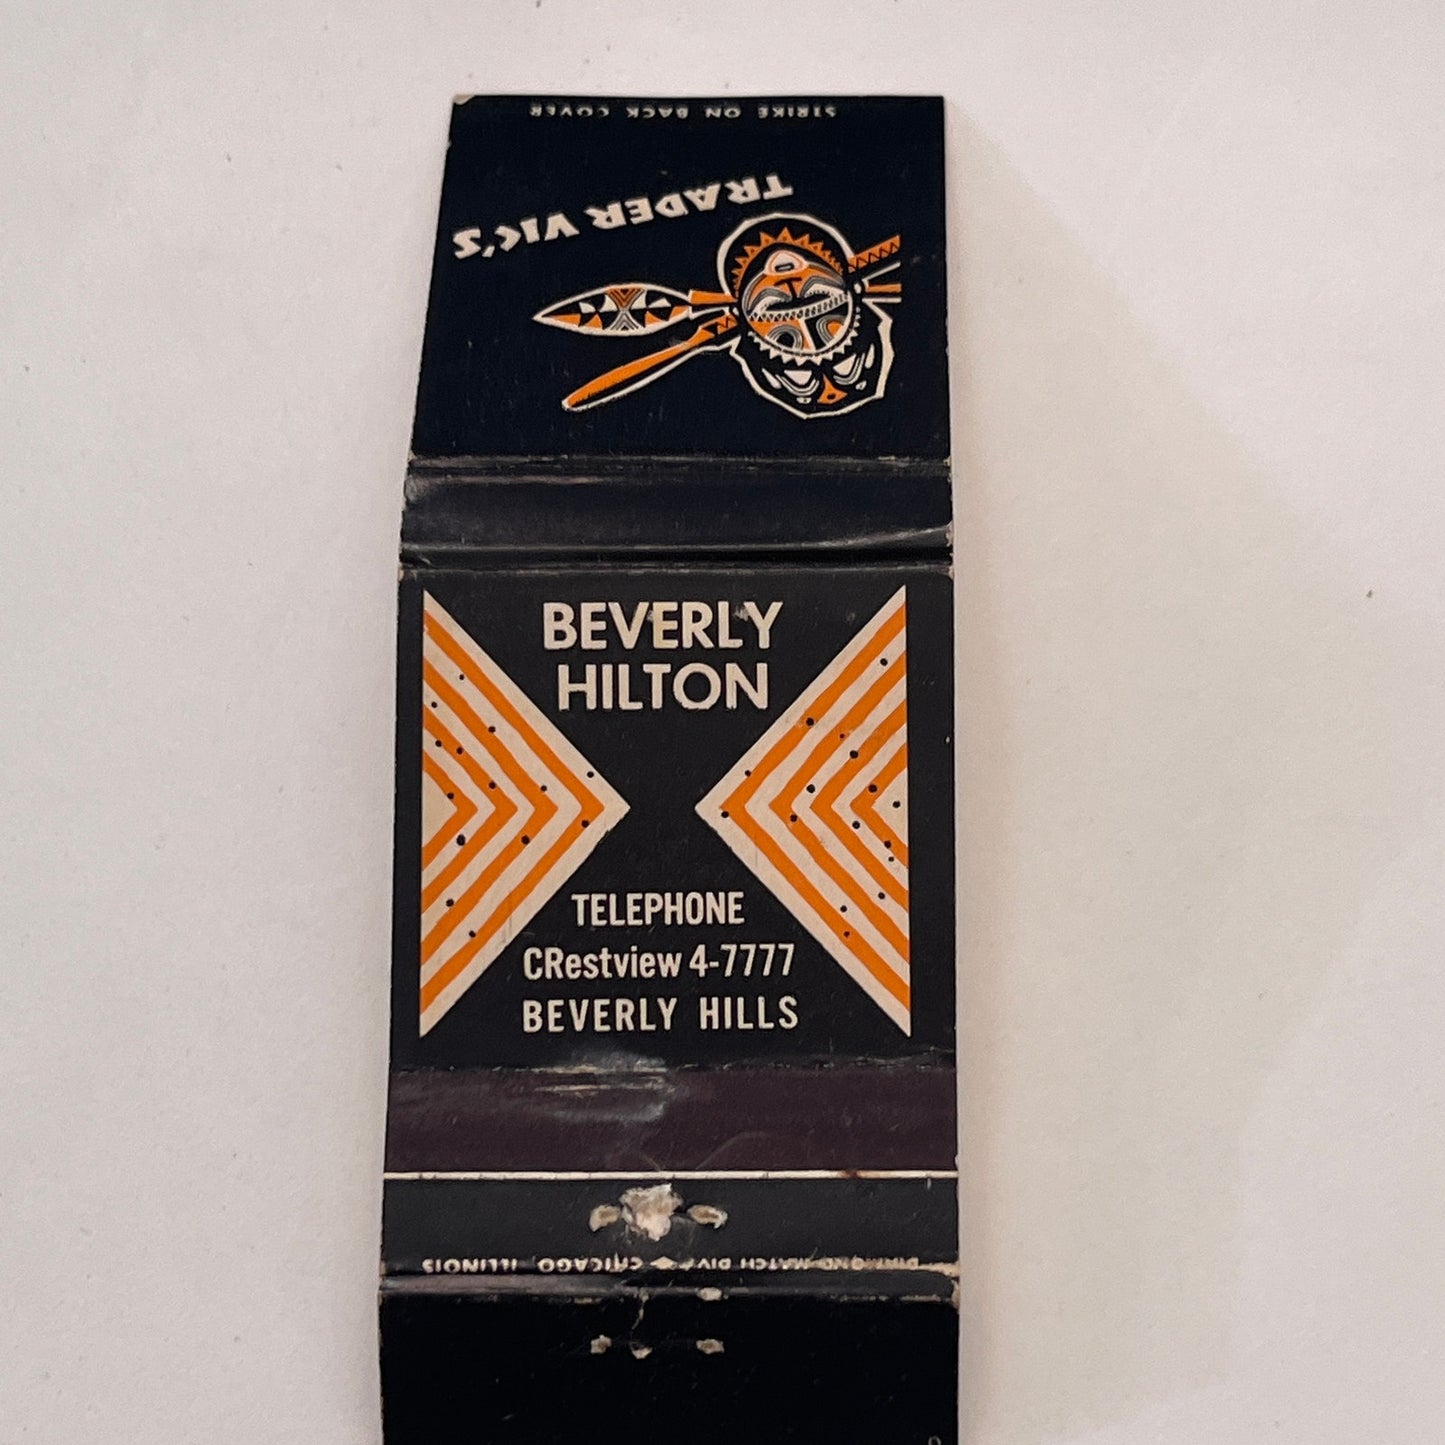 STRIKE ON BACK COVER
TRADER VIC'S
BEVERLY
HILTON
TELEPHONE
CRestview 4-7777
BEVERLY HILLS
DIAMOND MATCH DIV. CHICAGO, ILLINOIS